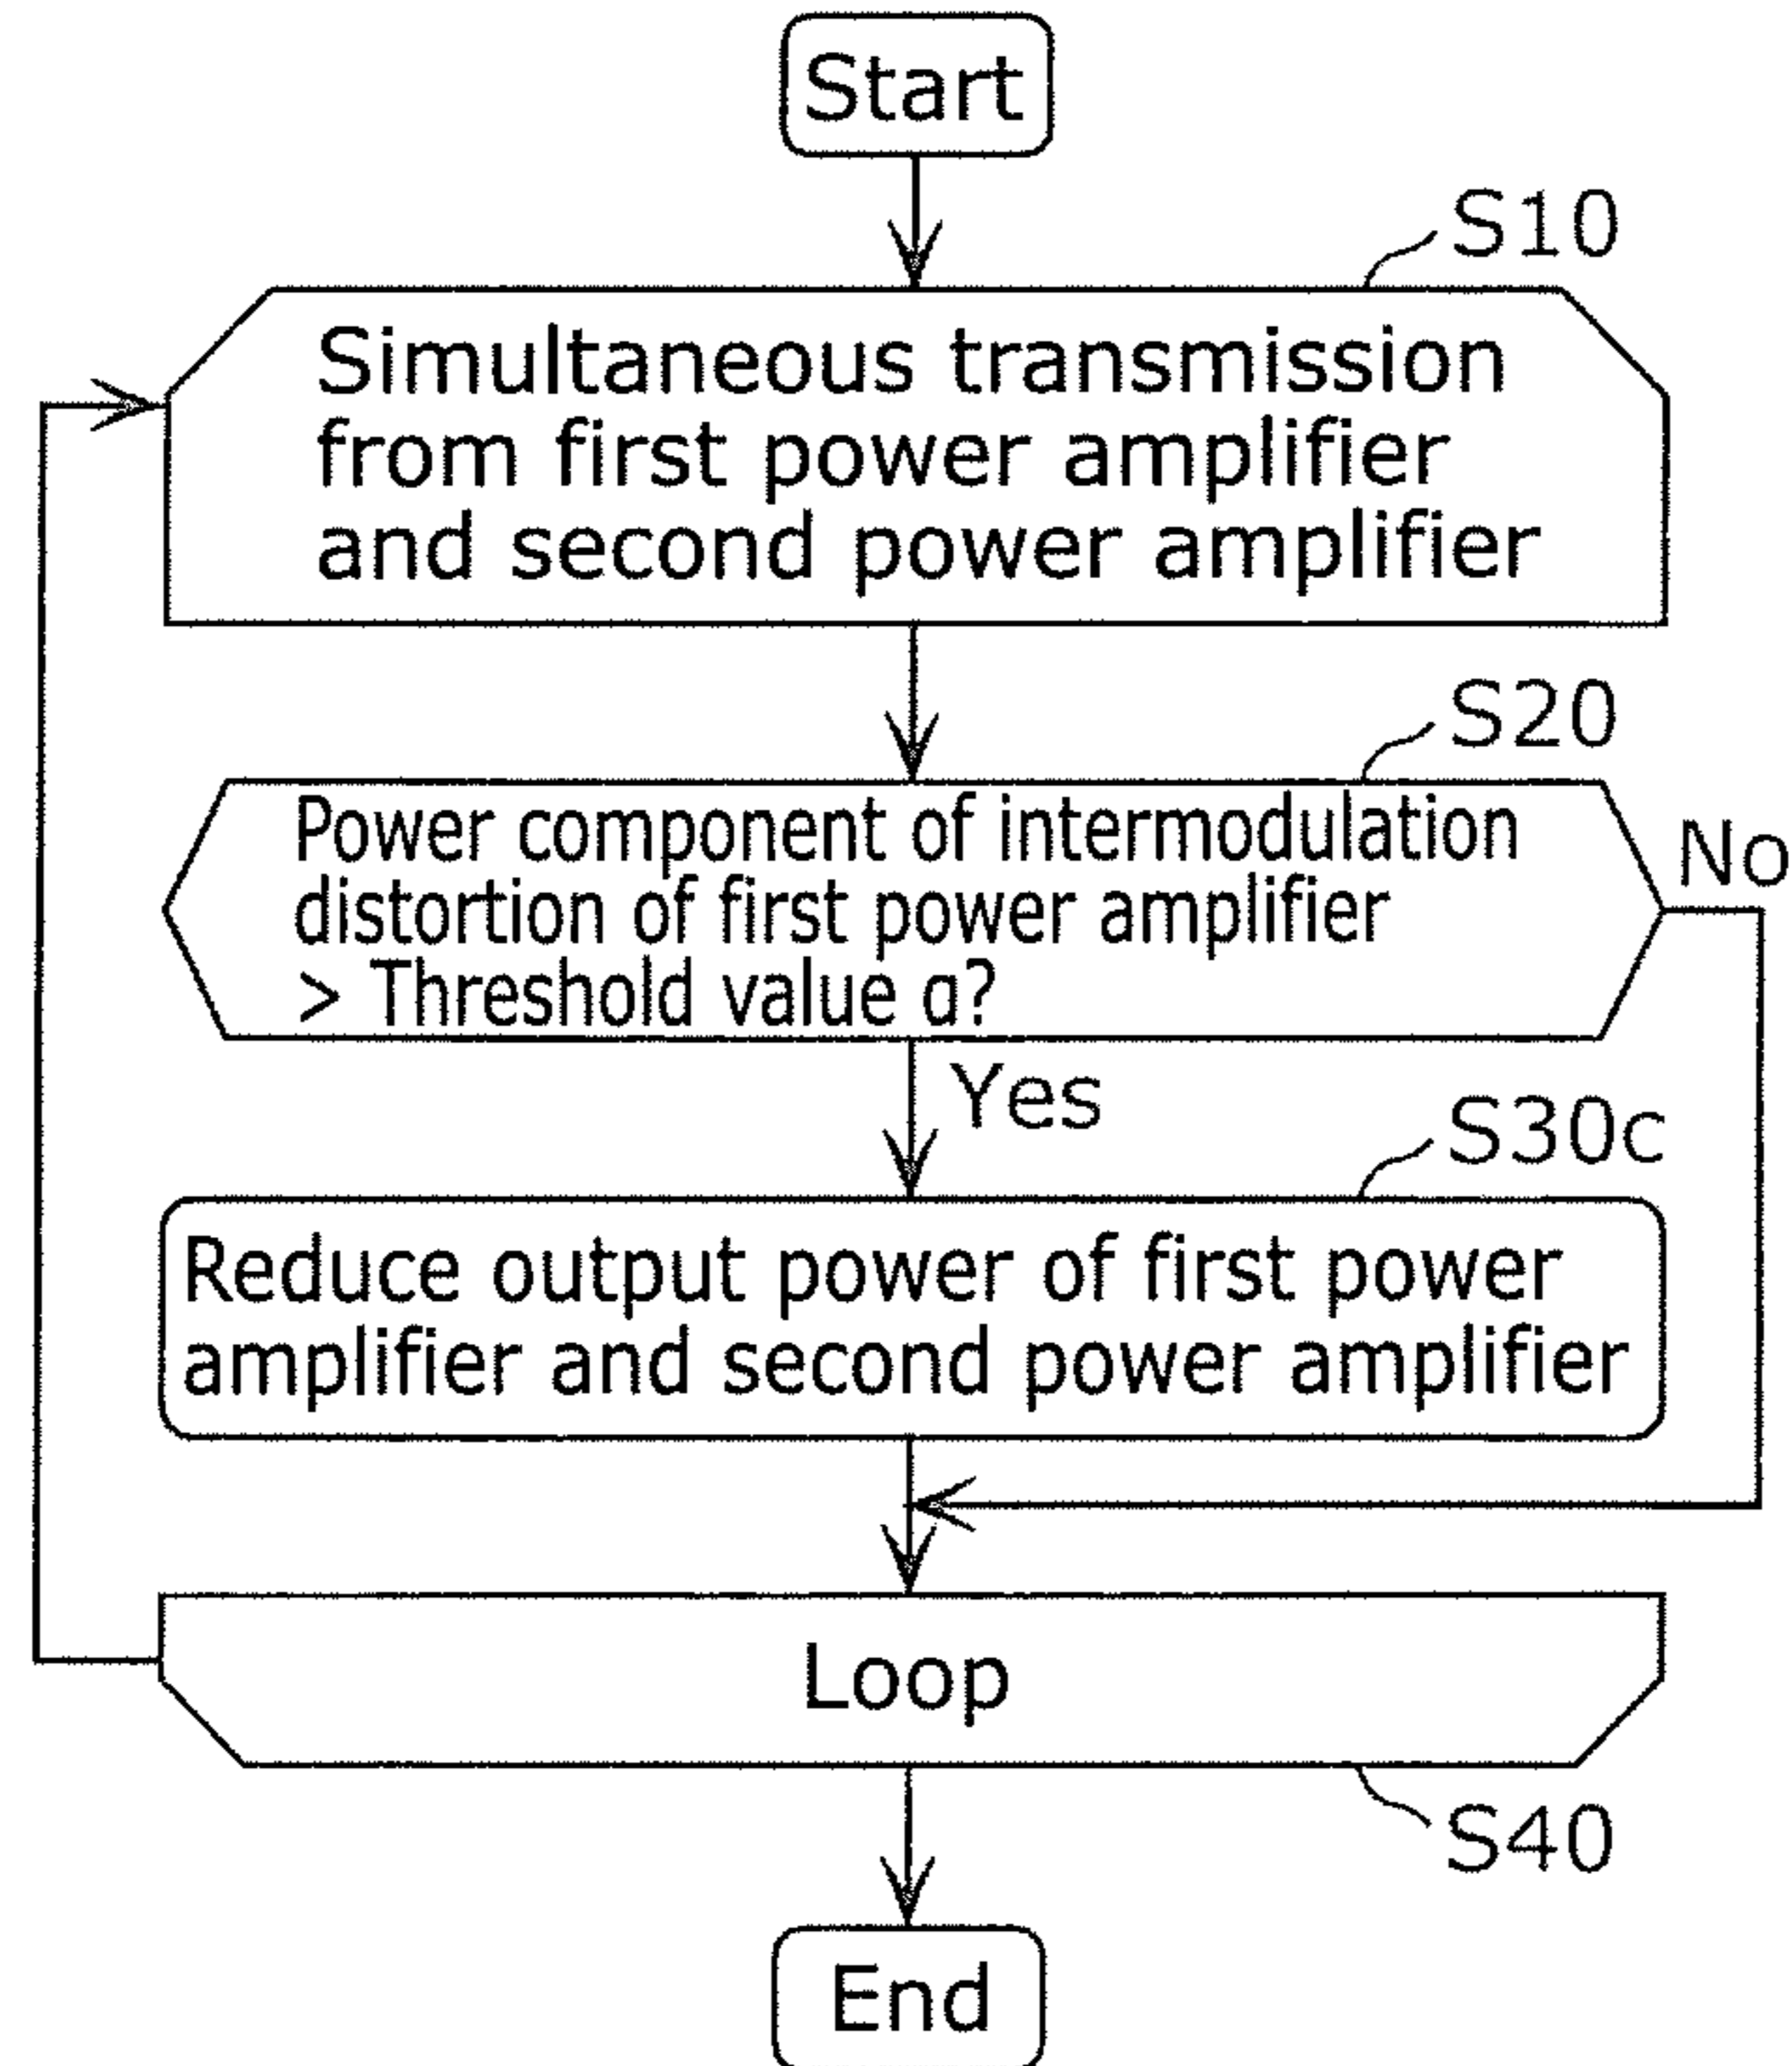 Start
S10
Simultaneous transmission
from first power amplifier
and second power amplifier
S20
Power component of intermodulation
distortion of first power amplifier
> Threshold value α?
No
Yes
S30c
Reduce output power of first power
amplifier and second power amplifier
Loop
S40
End